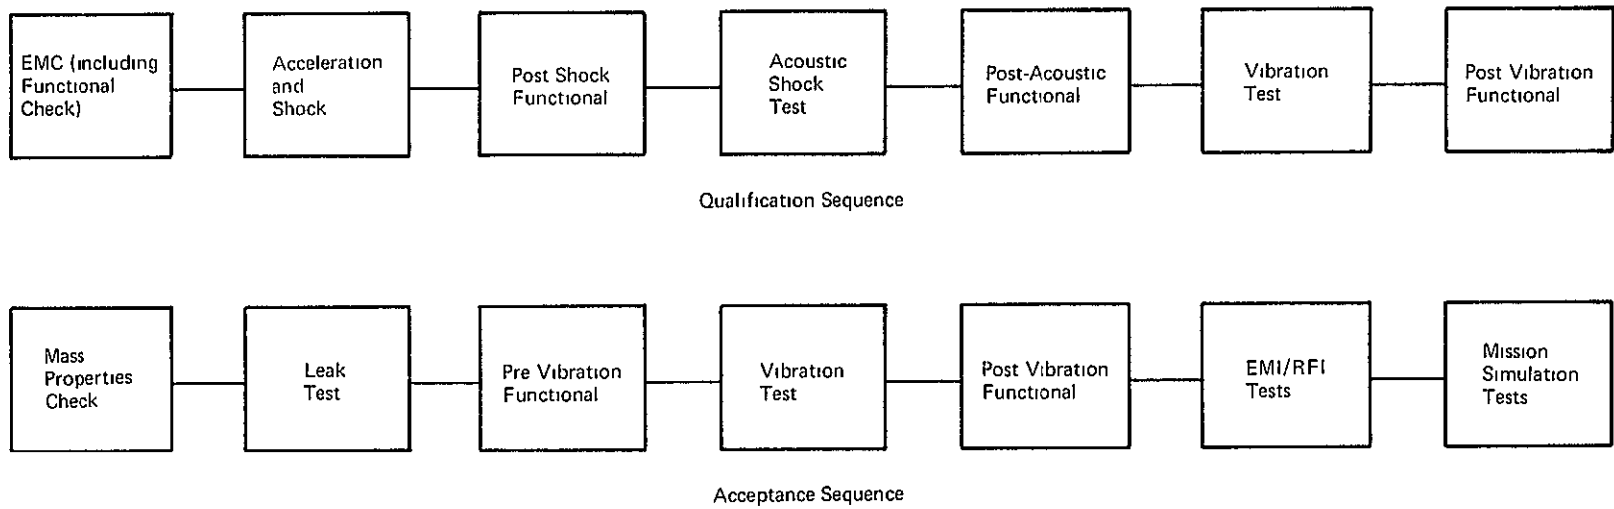 EMC (including
Functional
Check)
Acceleration
and
Shock
Post Shock
Functional
Acoustic
Shock
Test
Post-Acoustic
Functional
Vibration
Test
Post Vibration
Functional
Qualification Sequence
Mass
Properties
Check
Leak
Test
Pre Vibration
Functional
Vibration
Test
Post Vibration
Functional
EMI/RFI
Tests
Mission
Simulation
Tests
Acceptance Sequence